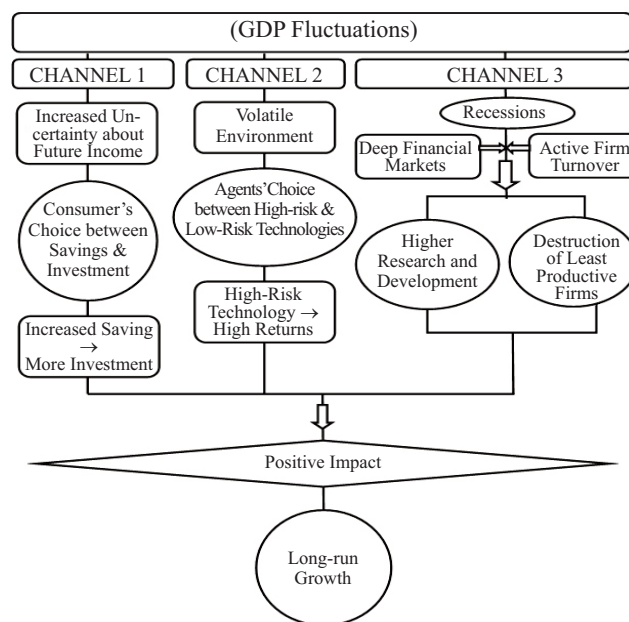 (GDP Fluctuations)
CHANNEL 1
CHANNEL 2
CHANNEL 3
Increased Un-
certainty about
Future Income
Consumer's
Choice between
Savings &
Investment
Increased Saving
→
More Investment
Volatile
Environment
Agents' Choice
between High-risk &
Low-Risk Technologies
High-Risk
Technology →
High Returns
Recessions
Deep Financial
Markets
Active Firm
Turnover
Higher
Research and
Development
Destruction
of Least
Productive
Firms
Positive Impact
Long-run
Growth